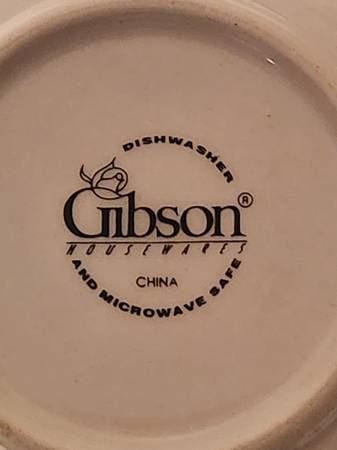 DISHWASHER
Gibson®
HOUSEWARES
CHINA
AND MICROWAVE SAFE